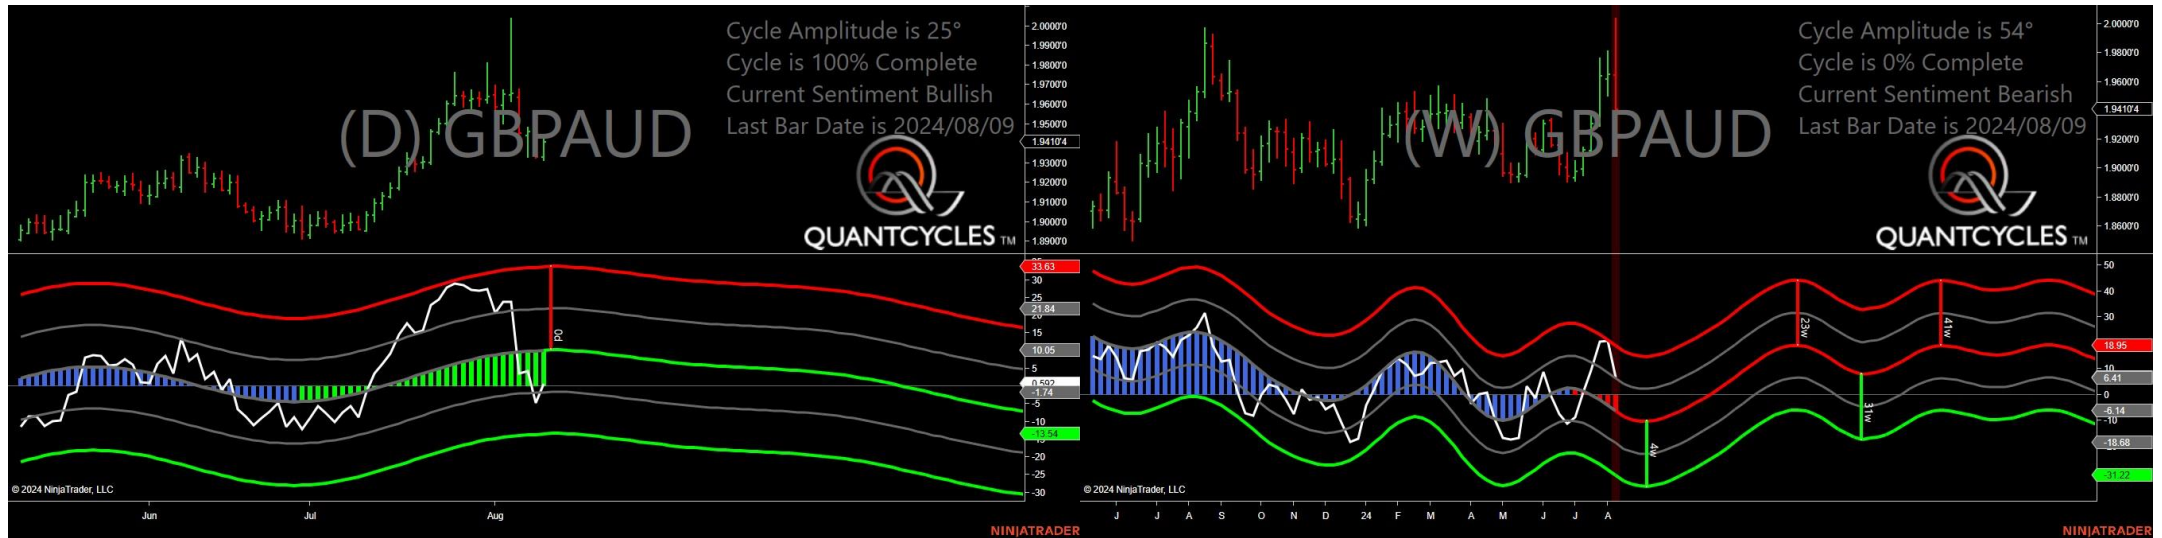 Cycle Amplitude is 25°
Cycle is 100% Complete
Current Sentiment Bullish
Last Bar Date is 2024/08/09
(D) GBPAUD
QUANTCYCLES TM
2.0000'0
1.9900'0
1.9800'0
1.9700'0
1.9600'0
1.9500'0
1.9410'4
1.9300'0
1.9200'0
1.9100'0
1.9000'0
1.8900'0
33.63
30
25
21.84
15
10.05
5
0.592
-1.74
-5
-10
-13.54
-20
-25
-30
0d
© 2024 NinjaTrader, LLC
Jun Jul Aug
NINJATRADER
Cycle Amplitude is 54°
Cycle is 0% Complete
Current Sentiment Bearish
Last Bar Date is 2024/08/09
(W) GBPAUD
QUANTCYCLES TM
2.0000'0
1.9800'0
1.9600'0
1.9410'4
1.9200'0
1.9000'0
1.8800'0
1.8600'0
50
40
30
18.95
10
6.41
0
-6.14
-10
-18.68
-31.22
4w
23w
31w
41w
© 2024 NinjaTrader, LLC
J J A S O N D 24 F M A M J J A
NINJATRADER